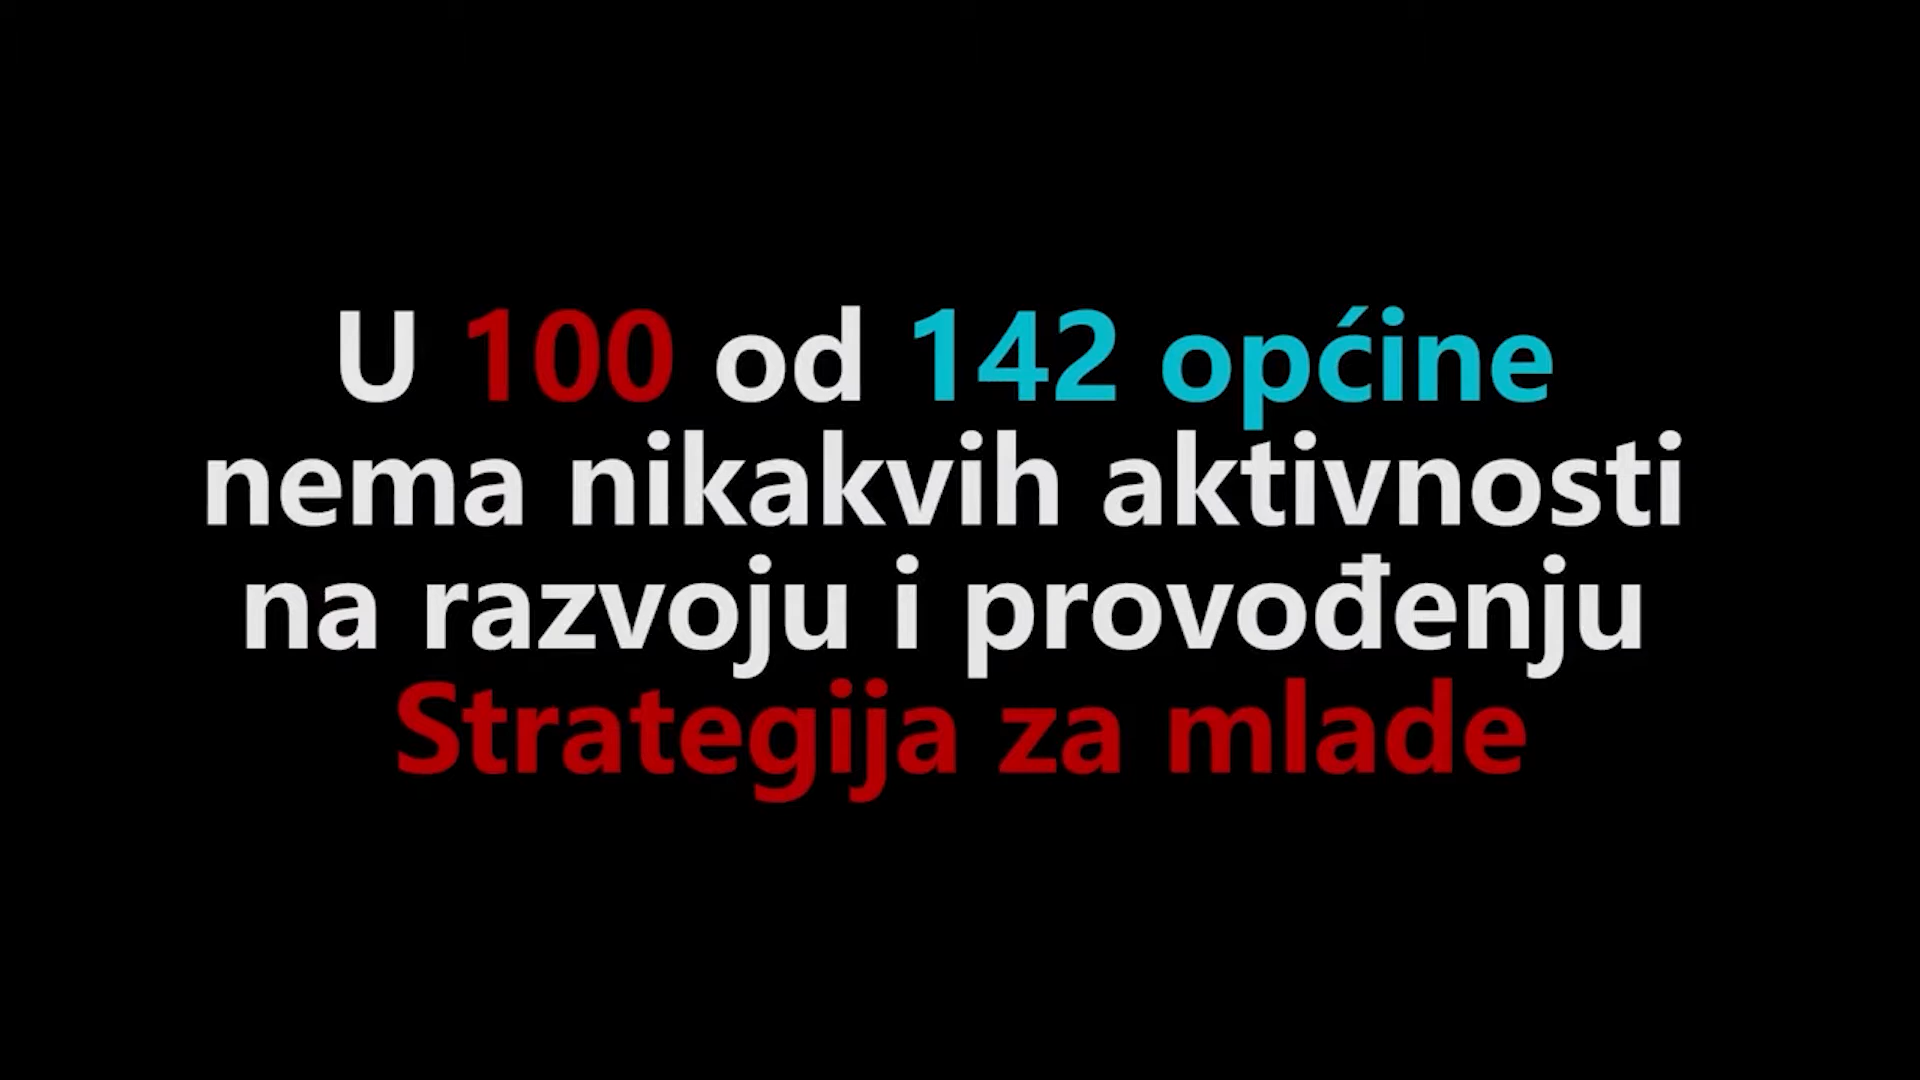 U 100 od 142 općine
nema nikakvih aktivnosti
na razvoju i provođenju
Strategija za mlade